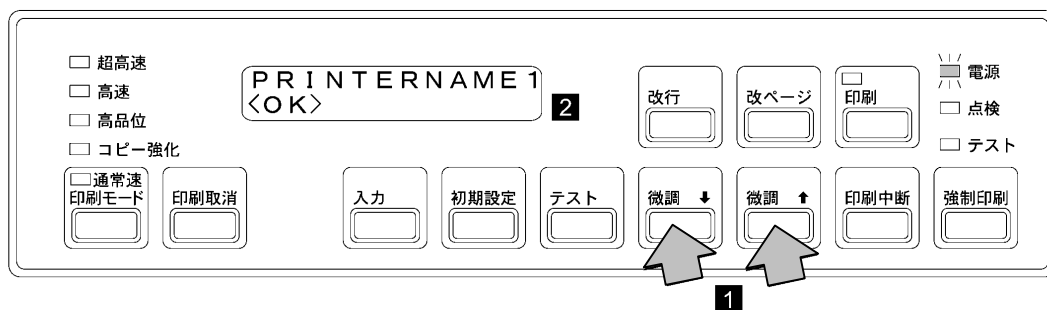 超高速
高速
高品位
コピー強化
通常速
印刷モード
印刷取消
PRINTERNAME1
<OK>
2
入力
初期設定
テスト
改行
改ページ
印刷
微調 ⬇
微調 ⬆
印刷中断
強制印刷
電源
点検
テスト
1